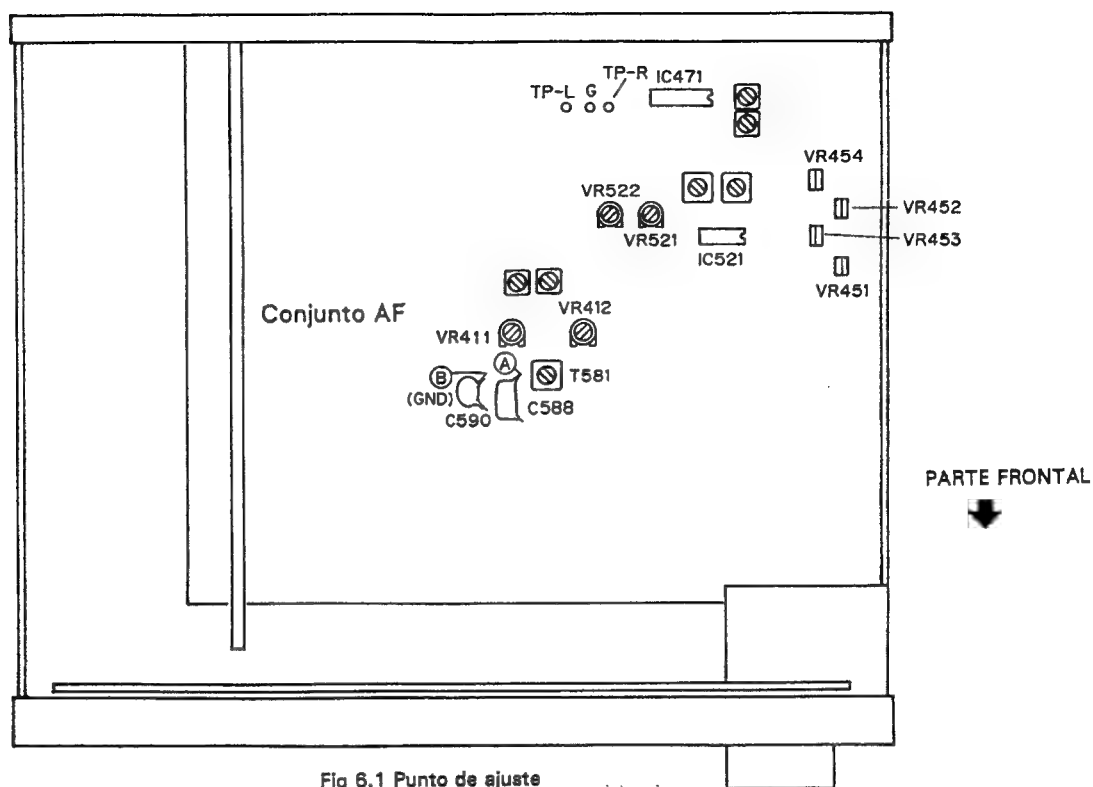 TP-L G TP-R IC471
VR454
VR522
VR452
VR521
VR453
IC521
VR451
Conjunto AF
VR412
VR411
A
B
T581
(GND)
C588
C590
PARTE FRONTAL
Fig 6.1 Punto de ajuste